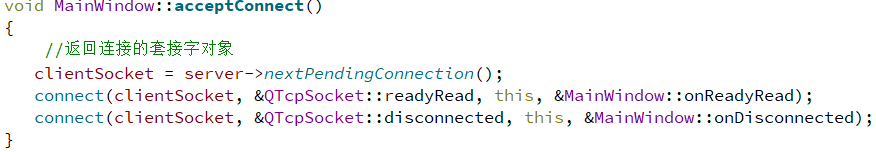 void MainWindow::acceptConnect()
{
//返回连接的套接字对象
clientSocket = server->nextPendingConnection();
connect(clientSocket, &QTcpSocket::readyRead, this, &MainWindow::onReadyRead);
connect(clientSocket, &QTcpSocket::disconnected, this, &MainWindow::onDisconnected);
}